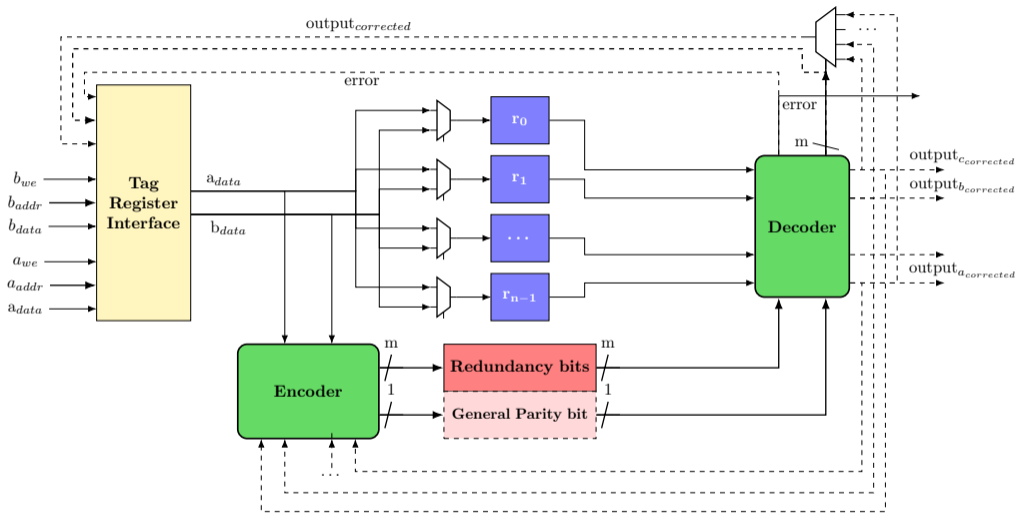 output_corrected
error
b_we
b_addr
b_data
a_we
a_addr
a_data
Tag
Register
Interface
a_data
b_data
r_0
r_1
...
r_n−1
...
error
m
Decoder
output_c_corrected
output_b_corrected
output_a_corrected
Encoder
m
1
Redundancy bits
General Parity bit
m
1
...